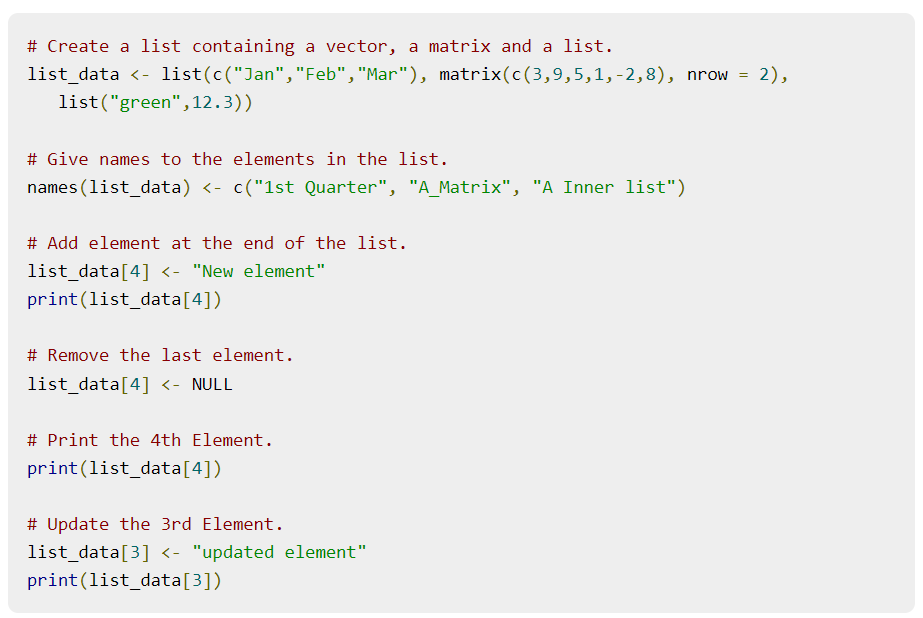 # Create a list containing a vector, a matrix and a list.
list_data <- list(c("Jan","Feb","Mar"), matrix(c(3,9,5,1,-2,8), nrow = 2),
   list("green",12.3))

# Give names to the elements in the list.
names(list_data) <- c("1st Quarter", "A_Matrix", "A Inner list")

# Add element at the end of the list.
list_data[4] <- "New element"
print(list_data[4])

# Remove the last element.
list_data[4] <- NULL

# Print the 4th Element.
print(list_data[4])

# Update the 3rd Element.
list_data[3] <- "updated element"
print(list_data[3])